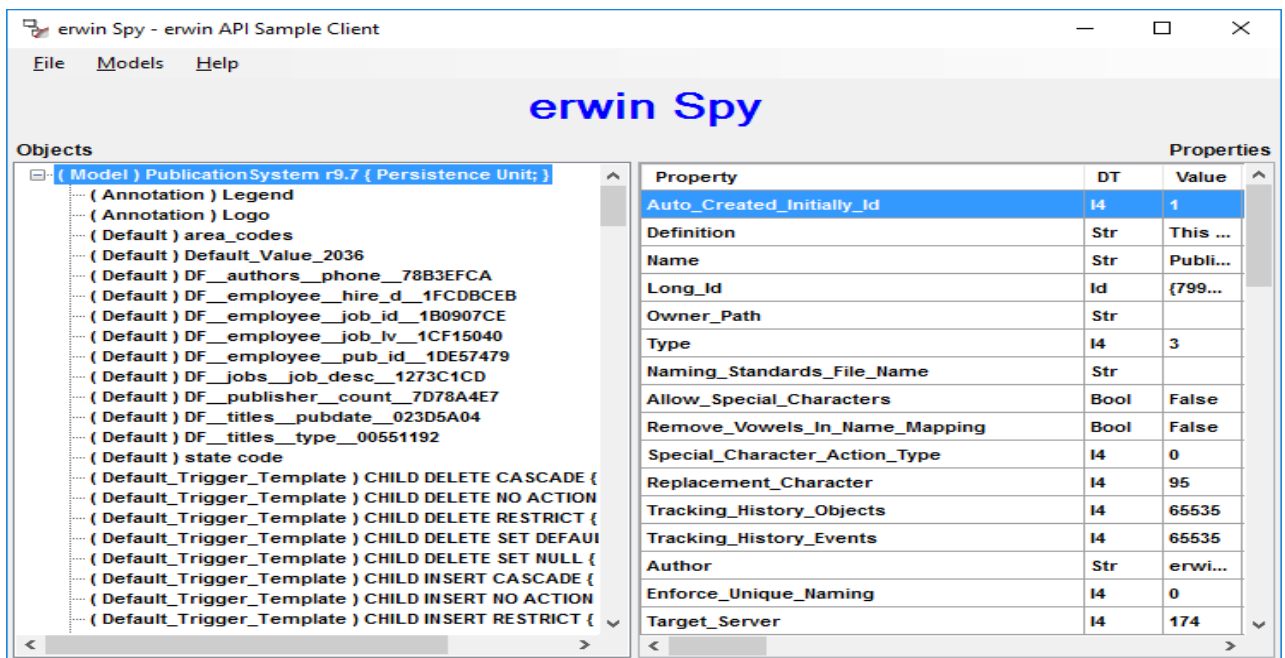 erwin Spy - erwin API Sample Client
File Models Help
erwin Spy
Objects
( Model ) PublicationSystem r9.7 { Persistence Unit; }
( Annotation ) Legend
( Annotation ) Logo
( Default ) area_codes
( Default ) Default_Value_2036
( Default ) DF__authors__phone__78B3EFCA
( Default ) DF__employee__hire_d__1FCDBCEB
( Default ) DF__employee__job_id__1B0907CE
( Default ) DF__employee__job_lv__1CF15040
( Default ) DF__employee__pub_id__1DE57479
( Default ) DF__jobs__job_desc__1273C1CD
( Default ) DF__publisher__count__7D78A4E7
( Default ) DF__titles__pubdate__023D5A04
( Default ) DF__titles__type__00551192
( Default ) state code
( Default_Trigger_Template ) CHILD DELETE CASCADE {
( Default_Trigger_Template ) CHILD DELETE NO ACTION
( Default_Trigger_Template ) CHILD DELETE RESTRICT {
( Default_Trigger_Template ) CHILD DELETE SET DEFAUL
( Default_Trigger_Template ) CHILD DELETE SET NULL {
( Default_Trigger_Template ) CHILD INSERT CASCADE {
( Default_Trigger_Template ) CHILD INSERT NO ACTION
( Default_Trigger_Template ) CHILD INSERT RESTRICT {
Properties
Property DT Value
Auto_Created_Initially_Id I4 1
Definition Str This ...
Name Str Publi...
Long_Id Id {799...
Owner_Path Str
Type I4 3
Naming_Standards_File_Name Str
Allow_Special_Characters Bool False
Remove_Vowels_In_Name_Mapping Bool False
Special_Character_Action_Type I4 0
Replacement_Character I4 95
Tracking_History_Objects I4 65535
Tracking_History_Events I4 65535
Author Str erwi...
Enforce_Unique_Naming I4 0
Target_Server I4 174